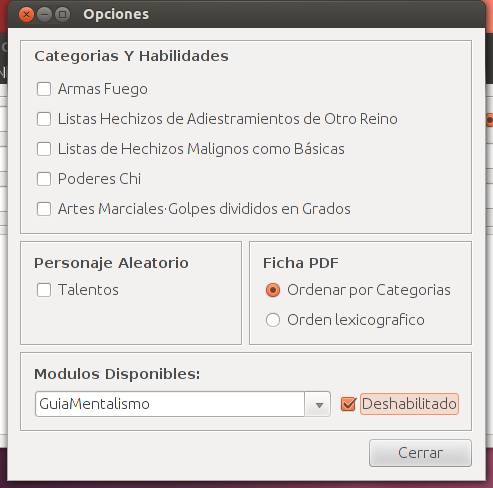 Opciones
Categorias Y Habilidades
Armas Fuego
Listas Hechizos de Adiestramientos de Otro Reino
Listas de Hechizos Malignos como Básicas
Poderes Chi
Artes Marciales·Golpes divididos en Grados
Personaje Aleatorio
Talentos
Ficha PDF
Ordenar por Categorias
Orden lexicografico
Modulos Disponibles:
GuiaMentalismo
Deshabilitado
Cerrar